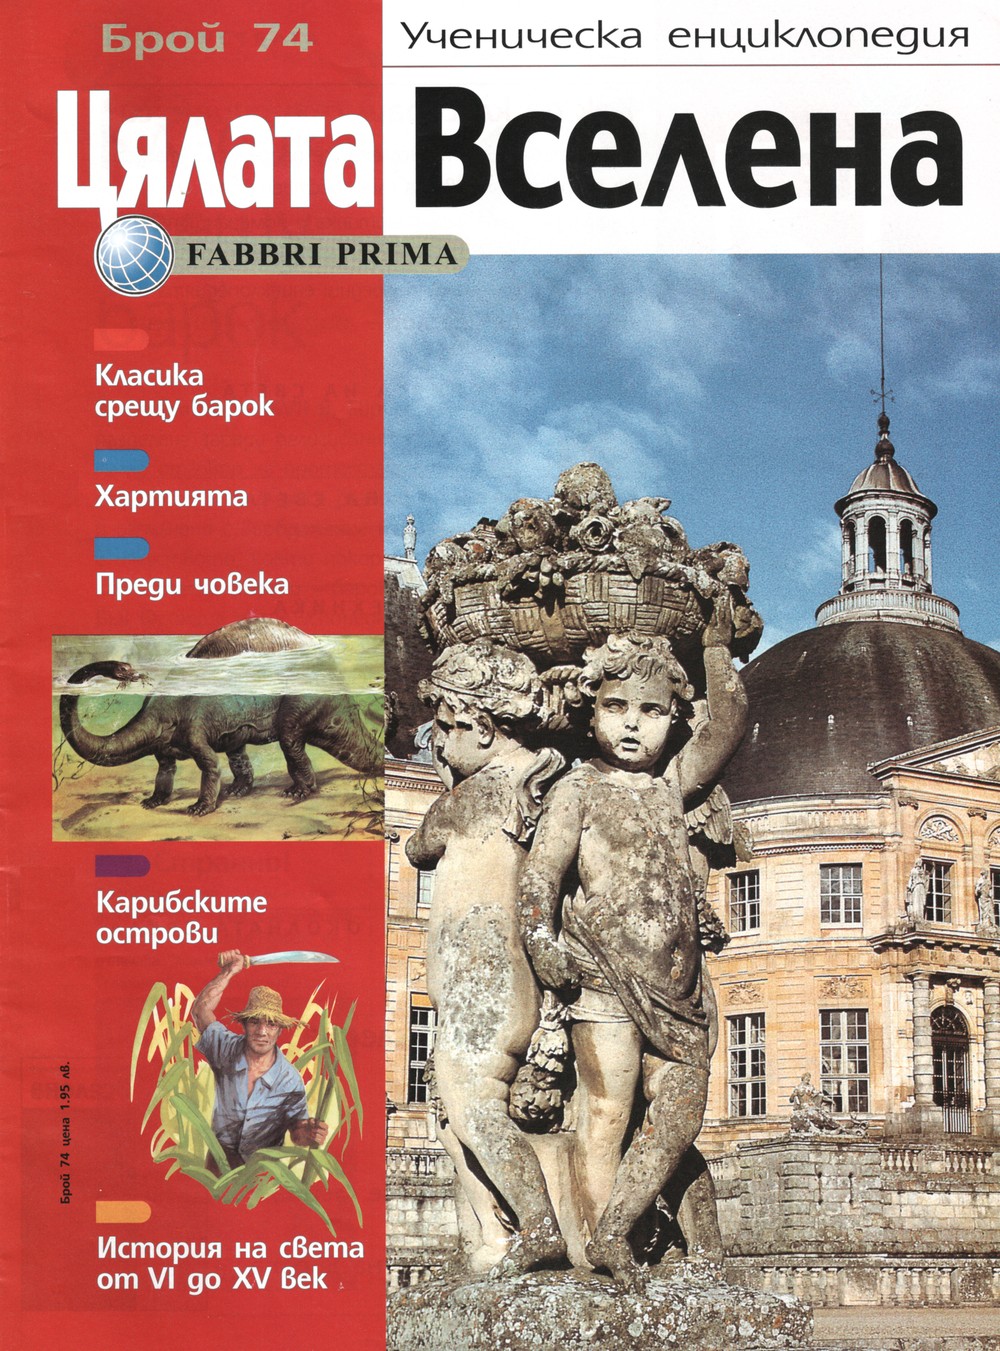 Брой 74
Ученическа енциклопедия
Цялата Вселена
FABBRI PRIMA
Класика
срещу барок
Хартията
Преди човека
Карибските
острови
Брой 74 цена 1.95 лв.
История на света
от VI до XV век